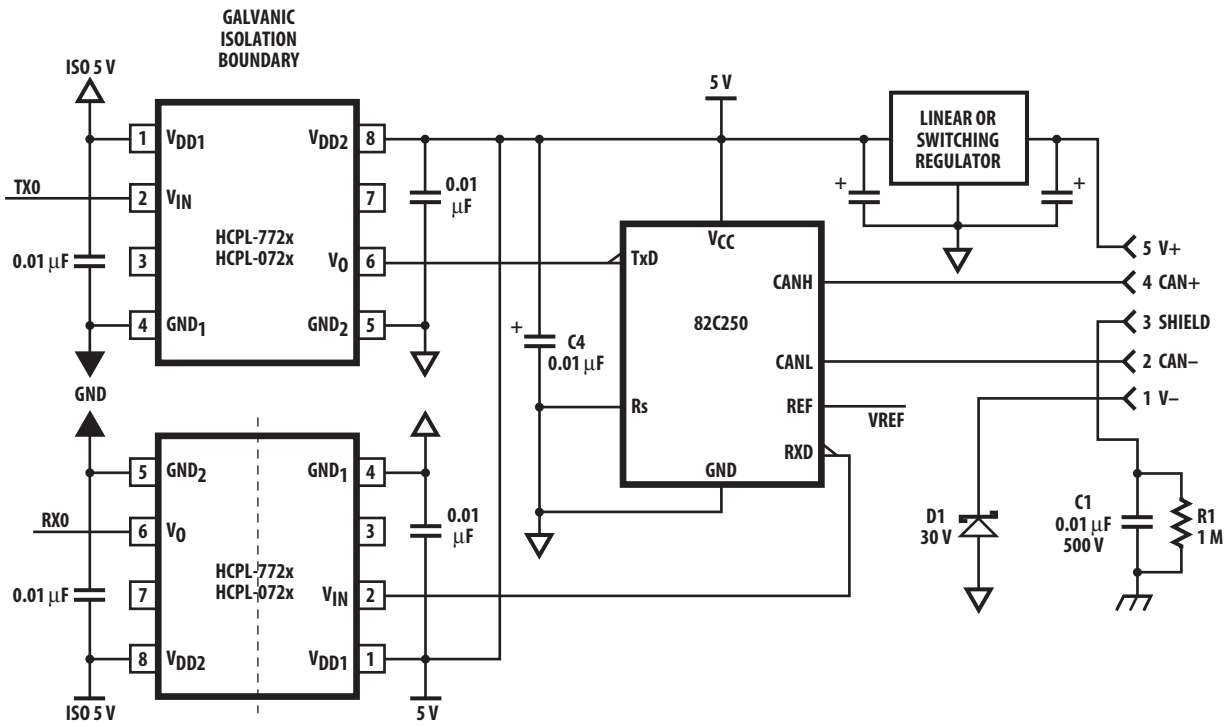 GALVANIC
ISOLATION
BOUNDARY
ISO 5 V
5 V
1 VDD1
VDD2 8
LINEAR OR
SWITCHING
REGULATOR
TX0
2 VIN
7
0.01
µF
+
+
HCPL-772x
HCPL-072x
VCC
0.01 µF
3
VO 6
TxD
5 V+
CANH
4 CAN+
4 GND1
GND2 5
82C250
3 SHIELD
+
C4
0.01 µF
CANL
2 CAN–
GND
Rs
REF
VREF
1 V–
RXD
5 GND2
GND1 4
GND
RX0
6 VO
3
0.01
µF
D1
30 V
C1
0.01 µF
500 V
R1
1 M
HCPL-772x
HCPL-072x
0.01 µF
7
VIN 2
8 VDD2
VDD1 1
ISO 5 V
5 V